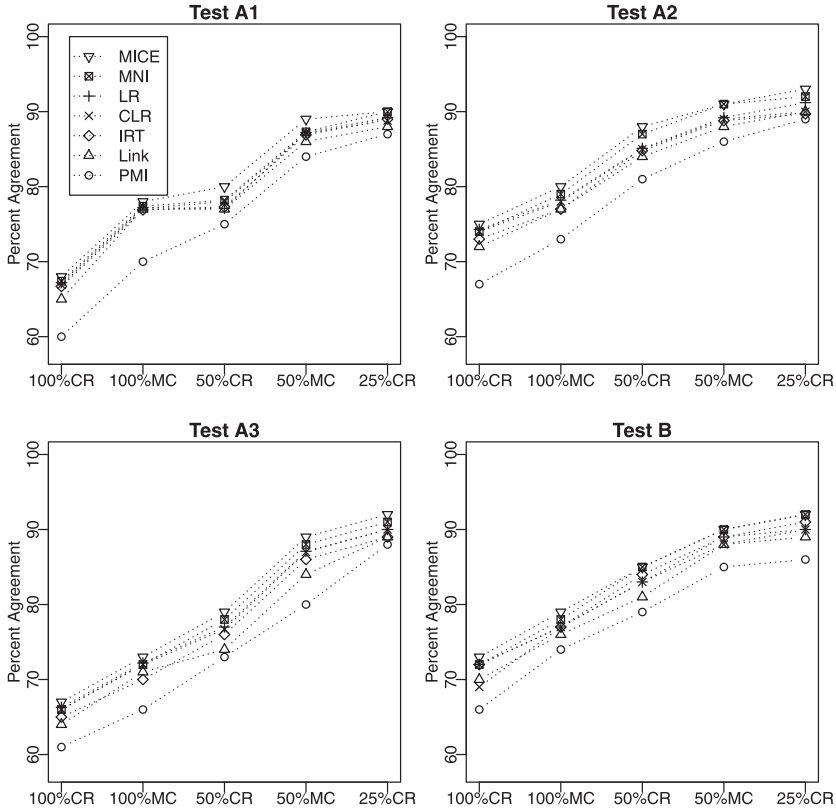 Test A1
Percent Agreement
100
90
80
70
60
MICE
MNI
LR
CLR
IRT
Link
PMI
100%CR 100%MC 50%CR 50%MC 25%CR
Test A2
Percent Agreement
100
90
80
70
60
100%CR 100%MC 50%CR 50%MC 25%CR
Test A3
Percent Agreement
100
90
80
70
60
100%CR 100%MC 50%CR 50%MC 25%CR
Test B
Percent Agreement
100
90
80
70
60
100%CR 100%MC 50%CR 50%MC 25%CR